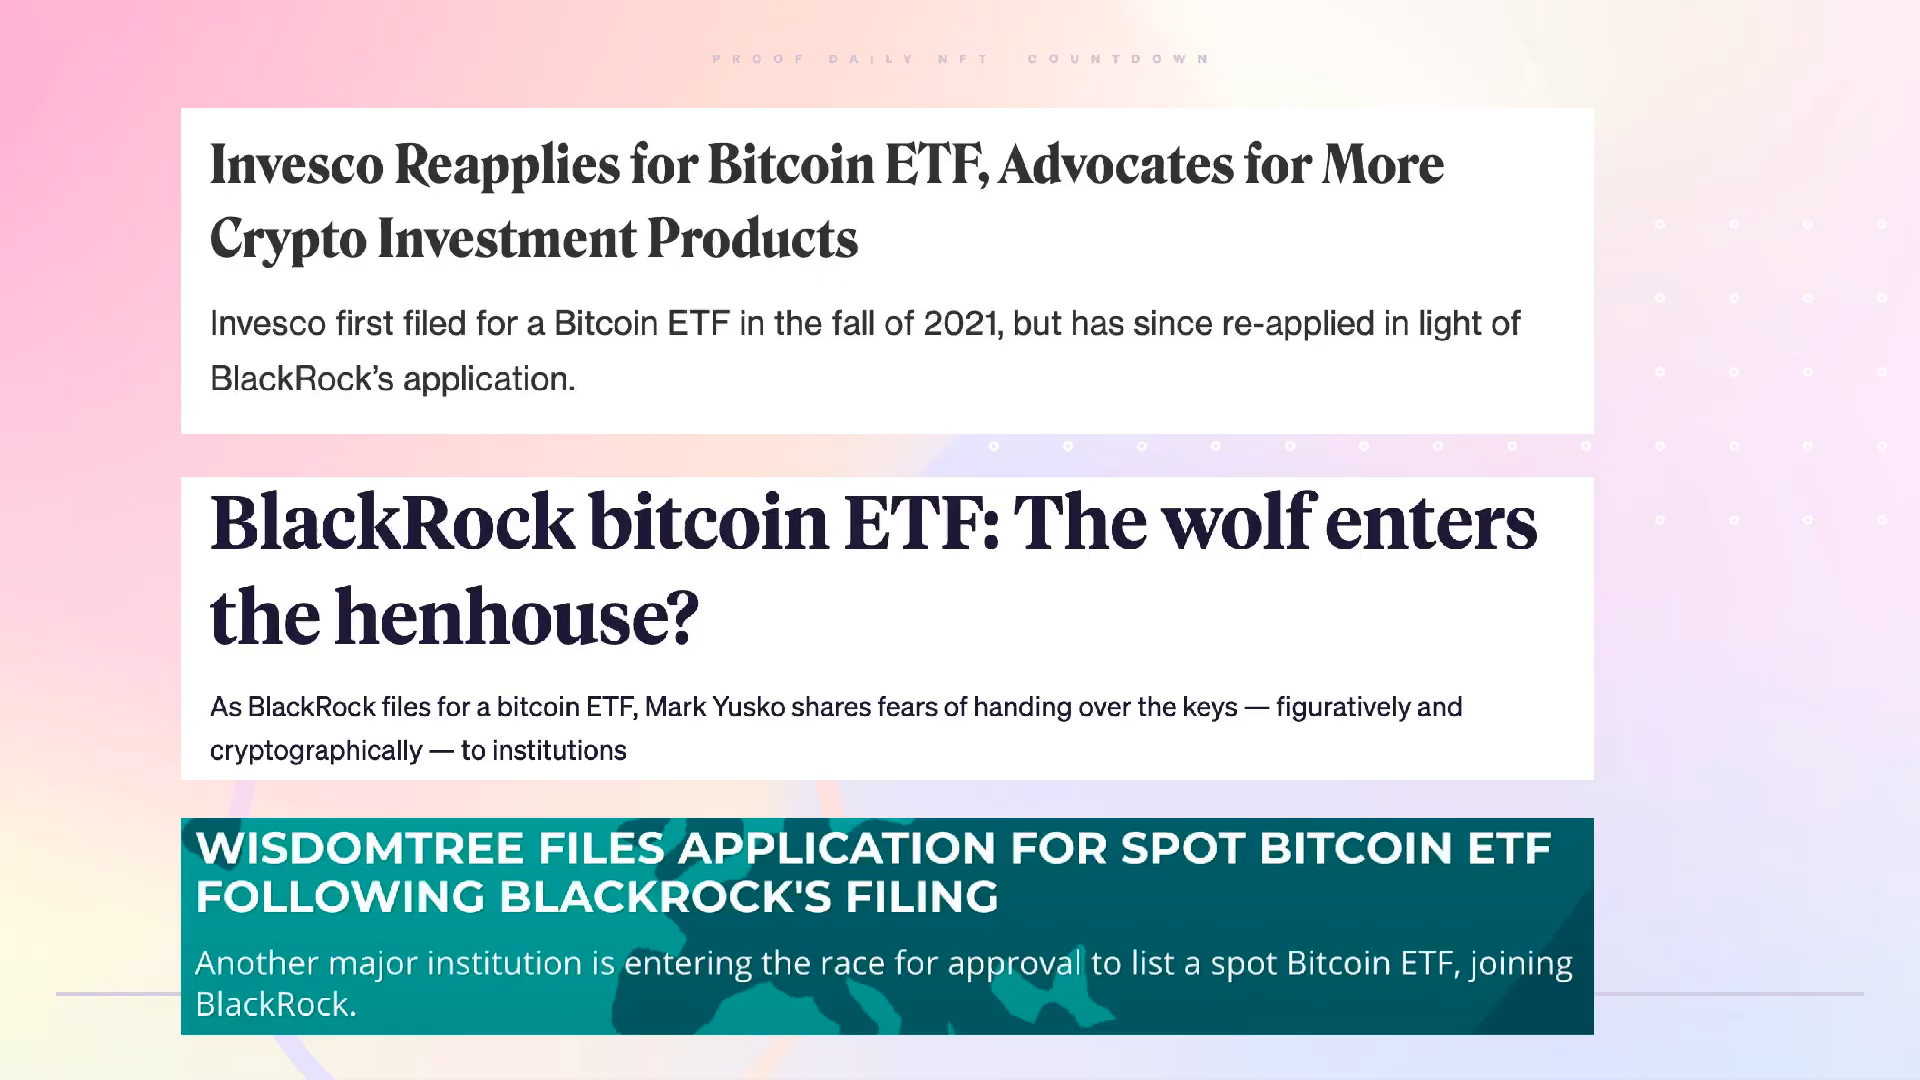 PROOF DAILY NFT COUNTDOWN
Invesco Reapplies for Bitcoin ETF, Advocates for More
Crypto Investment Products
Invesco first filed for a Bitcoin ETF in the fall of 2021, but has since re-applied in light of
BlackRock’s application.
BlackRock bitcoin ETF: The wolf enters
the henhouse?
As BlackRock files for a bitcoin ETF, Mark Yusko shares fears of handing over the keys — figuratively and
cryptographically — to institutions
WISDOMTREE FILES APPLICATION FOR SPOT BITCOIN ETF
FOLLOWING BLACKROCK'S FILING
Another major institution is entering the race for approval to list a spot Bitcoin ETF, joining
BlackRock.